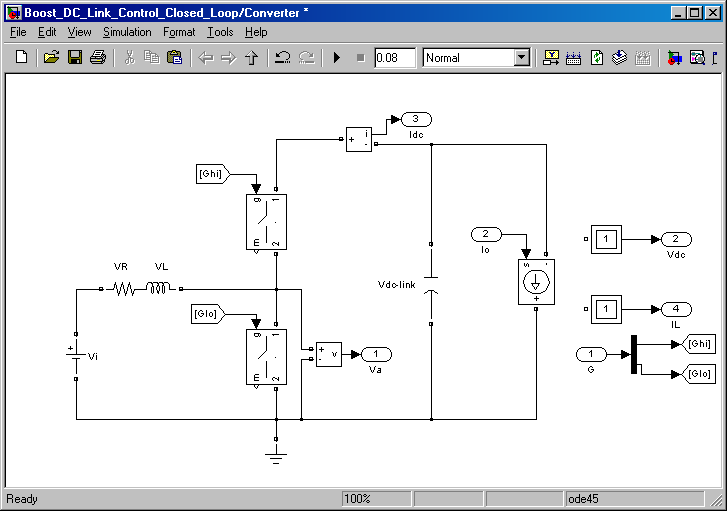 Boost_DC_Link_Control_Closed_Loop/Converter *
File Edit View Simulation Format Tools Help
0.08 Normal
3
i
+
-
Idc
[Ghi]
g 1
m 2
2
Io
s -
+
1
2
Vdc
VR VL
Vdc-link
[Glo]
g 1
m 2
1
4
IL
+
-
v
1
Va
+
Vi
1
G
[Ghi]
[Glo]
Ready 100% ode45